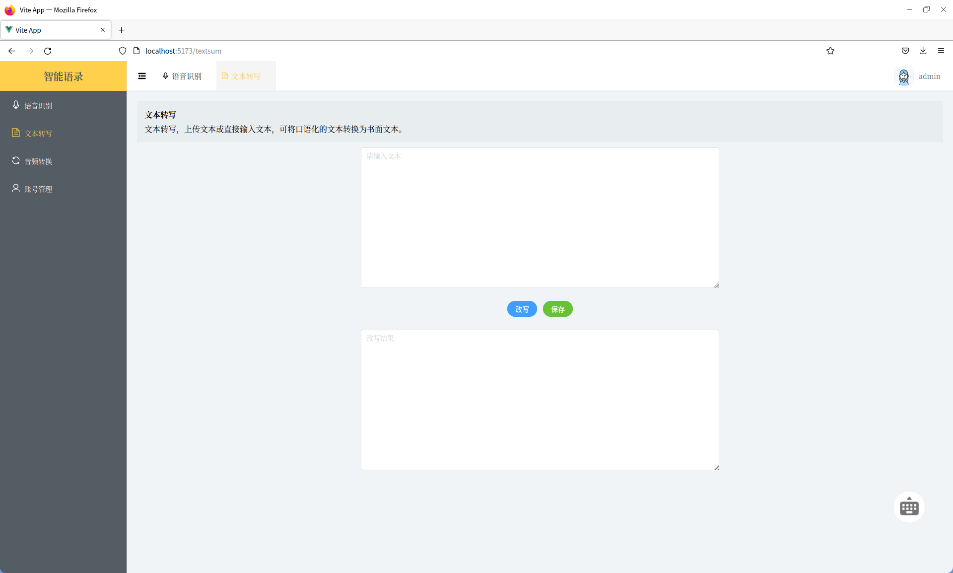 Vite App — Mozilla Firefox
Vite App
localhost:5173/textsum
智能语录
语音识别
文本转写
admin
语音识别
文本转写
音频转换
账号管理
文本转写
文本转写，上传文本或直接输入文本，可将口语化的文本转换为书面文本。
请输入文本
改写
保存
改写结果